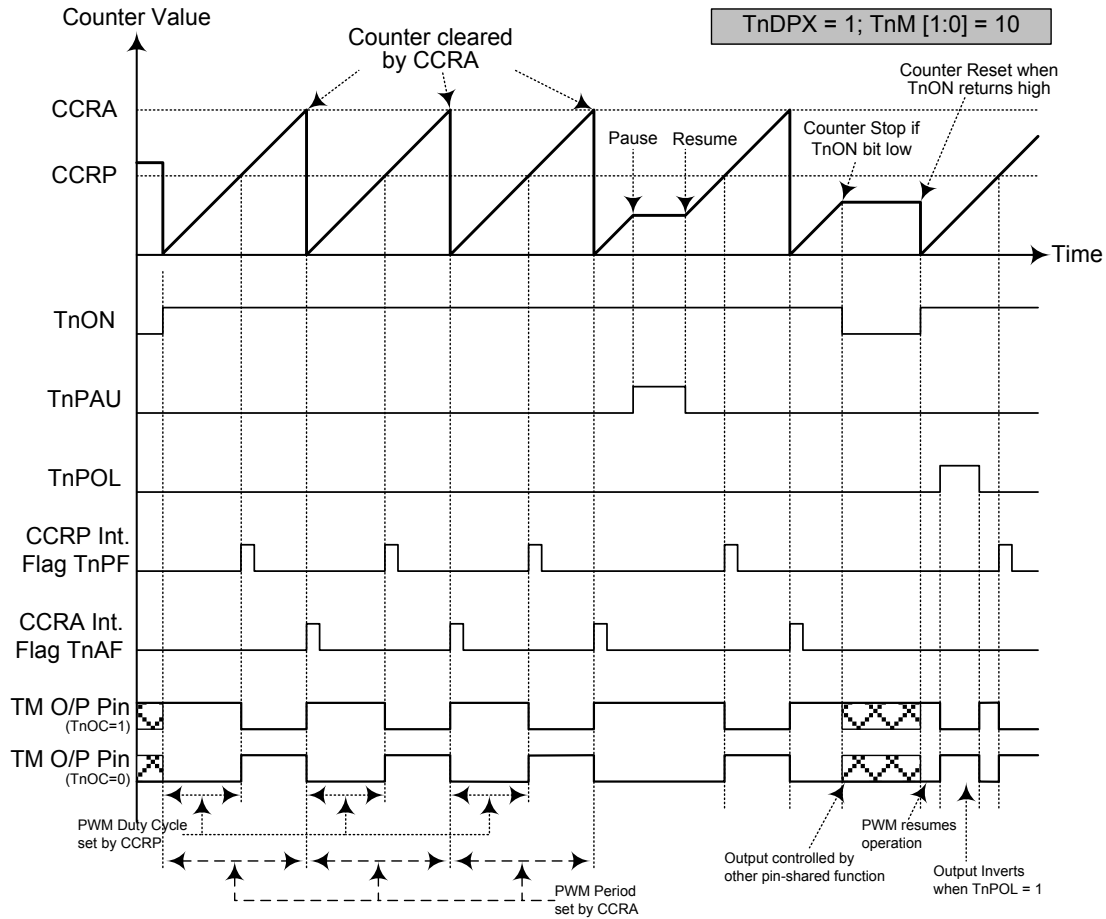 Counter Value
TnDPX = 1; TnM [1:0] = 10
Counter cleared
by CCRA
Counter Reset when
TnON returns high
CCRA
Counter Stop if
TnON bit low
Pause
Resume
CCRP
Time
TnON
TnPAU
TnPOL
CCRP Int.
Flag TnPF
CCRA Int.
Flag TnAF
TM O/P Pin
(TnOC=1)
TM O/P Pin
(TnOC=0)
PWM Duty Cycle
set by CCRP
PWM resumes
operation
Output controlled by
other pin-shared function
Output Inverts
when TnPOL = 1
PWM Period
set by CCRA